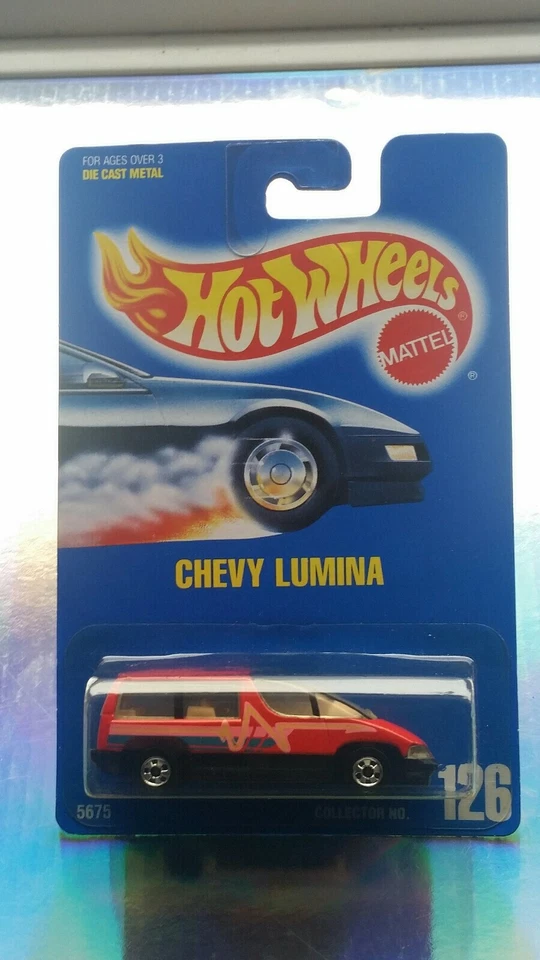 FOR AGES OVER 3
DIE CAST METAL
HOT WHEELS ®
MATTEL
®
CHEVY LUMINA
5675
COLLECTOR NO.
126